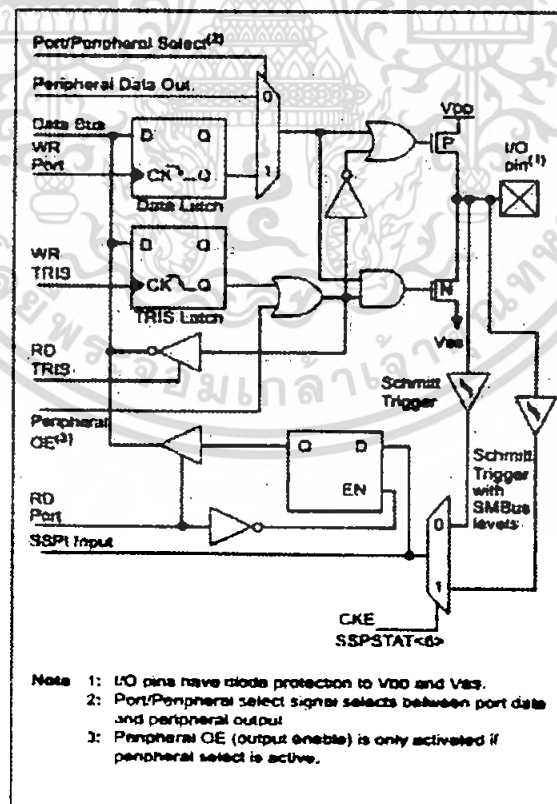 Port/Peripheral Select(2)
Peripheral Data Out.
Data Bus
WR
Port
D Q
CK Q
Data Latch
0
1
VDD
P
I/O
pin(1)
WR
TRIS
D Q
CK Q
TRIS Latch
N
Vss
RD
TRIS
Peripheral
OE(3)
Schmitt
Trigger
Q D
EN
RD
Port
SSPI Input
Schmitt
Trigger
with
SMBus
levels
0
1
CKE
SSPSTAT<6>
Note 1: I/O pins have diode protection to VDD and Vss.
2: Port/Peripheral select signal selects between port data
and peripheral output
3: Peripheral OE (output enable) is only activated if
peripheral select is active.